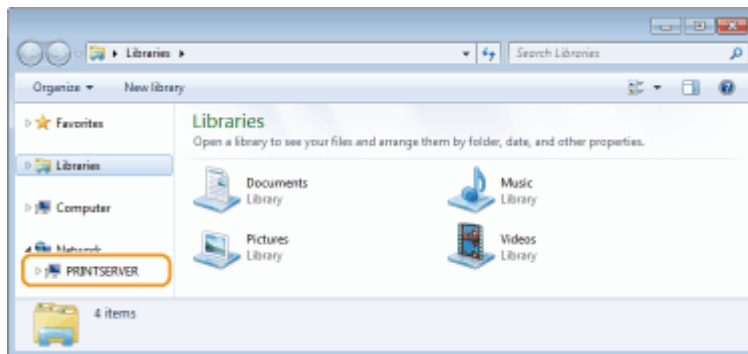 Libraries
Search Libraries
Organize
New library
Favorites
Libraries
Computer
Network
PRINTSERVER
Libraries
Open a library to see your files and arrange them by folder, date, and other properties.
Documents
Library
Music
Library
Pictures
Library
Videos
Library
4 items